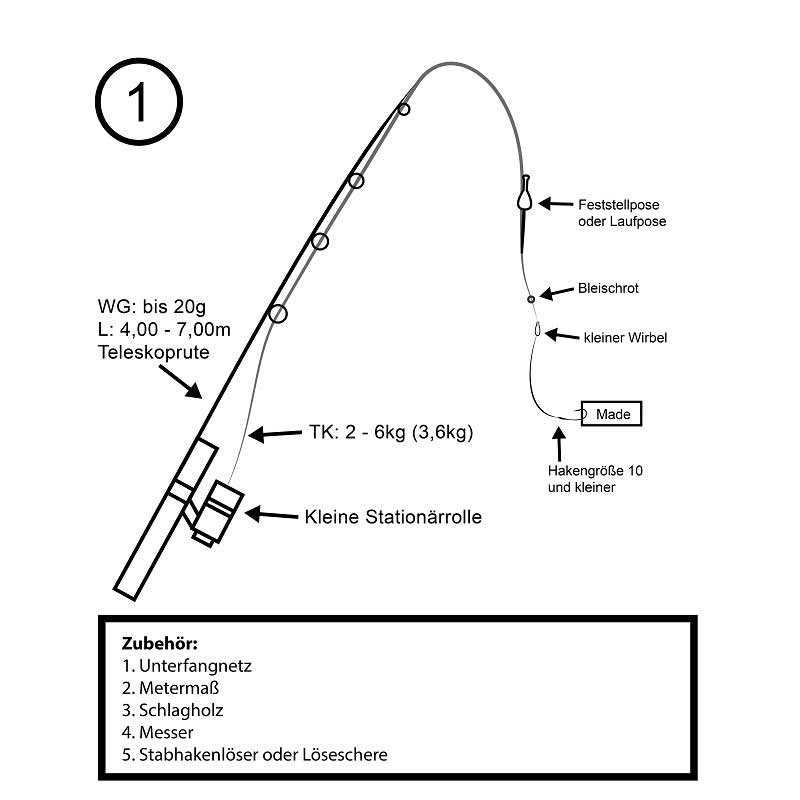 1
Feststellpose
oder Laufpose
Bleischrot
WG: bis 20g
L: 4,00 - 7,00m
Teleskoprute
kleiner Wirbel
Made
TK: 2 - 6kg (3,6kg)
Hakengröße 10
und kleiner
Kleine Stationärrolle
Zubehör:
1. Unterfangnetz
2. Metermaß
3. Schlagholz
4. Messer
5. Stabhakenlöser oder Löseschere